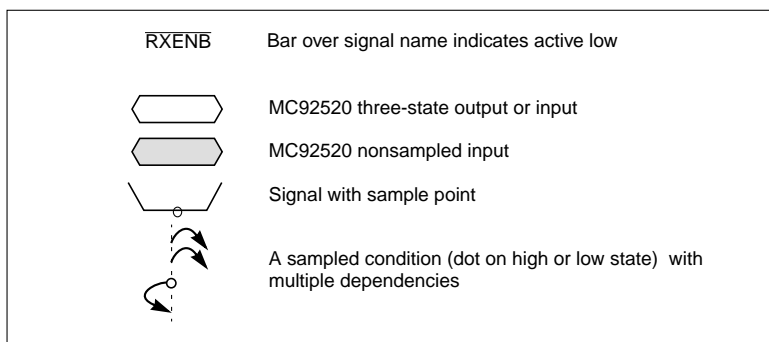 RXENB Bar over signal name indicates active low
MC92520 three-state output or input
MC92520 nonsampled input
Signal with sample point
A sampled condition (dot on high or low state) with
multiple dependencies